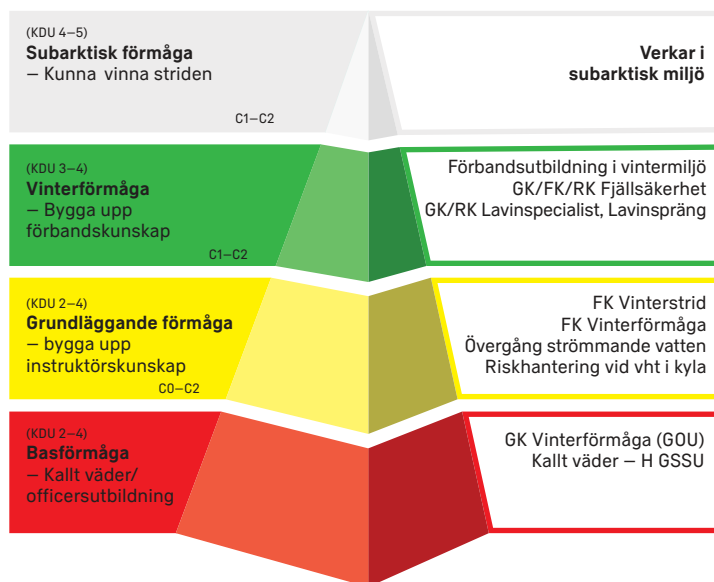 (KDU 4–5)
Subarktisk förmåga
– Kunna vinna striden
C1–C2
Verkar i
subarktisk miljö
(KDU 3–4)
Vinterförmåga
– Bygga upp
förbandskunskap
C1–C2
Förbandsutbildning i vintermiljö
GK/FK/RK Fjällsäkerhet
GK/RK Lavinspecialist, Lavinspräng
(KDU 2–4)
Grundläggande förmåga
– bygga upp
instruktörskunskap
C0–C2
FK Vinterstrid
FK Vinterförmåga
Övergång strömmande vatten
Riskhantering vid vht i kyla
(KDU 2–4)
Basförmåga
– Kallt väder/
officersutbildning
GK Vinterförmåga (GOU)
Kallt väder – H GSSU